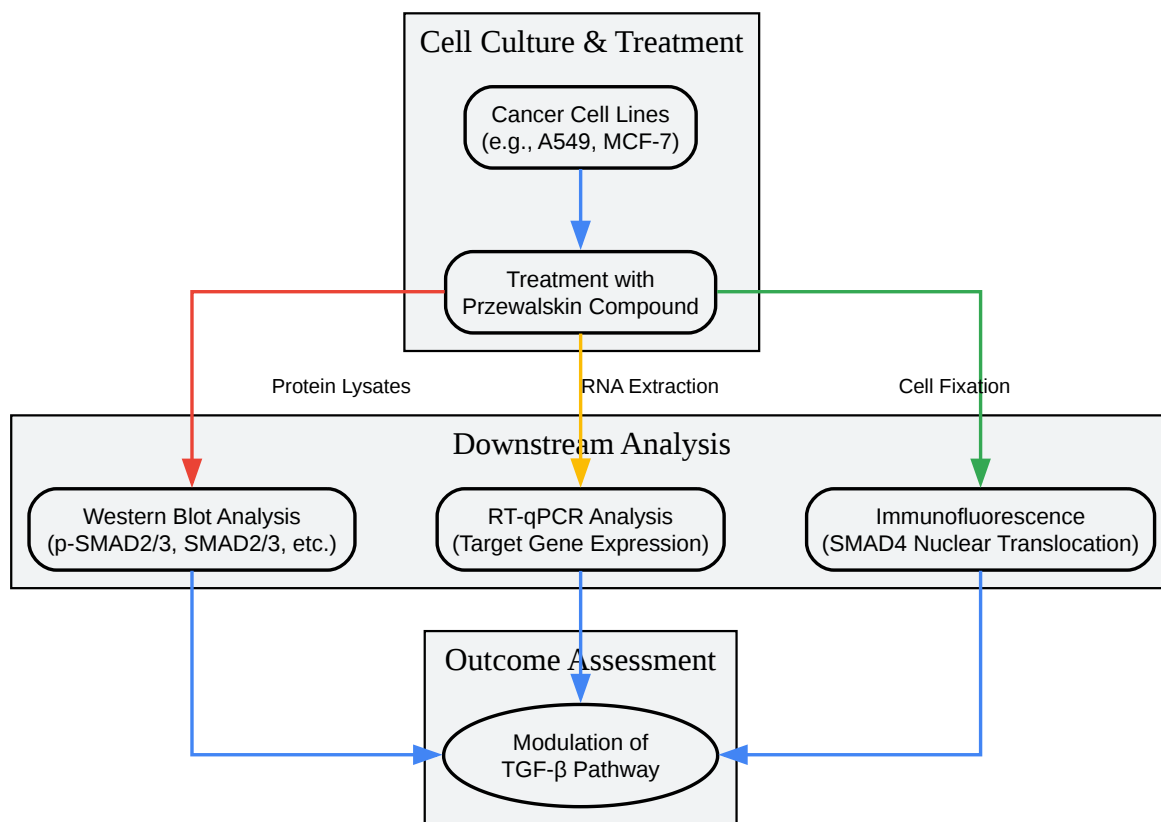 Cell Culture & Treatment
Cancer Cell Lines
(e.g., A549, MCF-7)
Treatment with
Przewalskin Compound
Protein Lysates
RNA Extraction
Cell Fixation
Downstream Analysis
Western Blot Analysis
(p-SMAD2/3, SMAD2/3, etc.)
RT-qPCR Analysis
(Target Gene Expression)
Immunofluorescence
(SMAD4 Nuclear Translocation)
Outcome Assessment
Modulation of
TGF-β Pathway